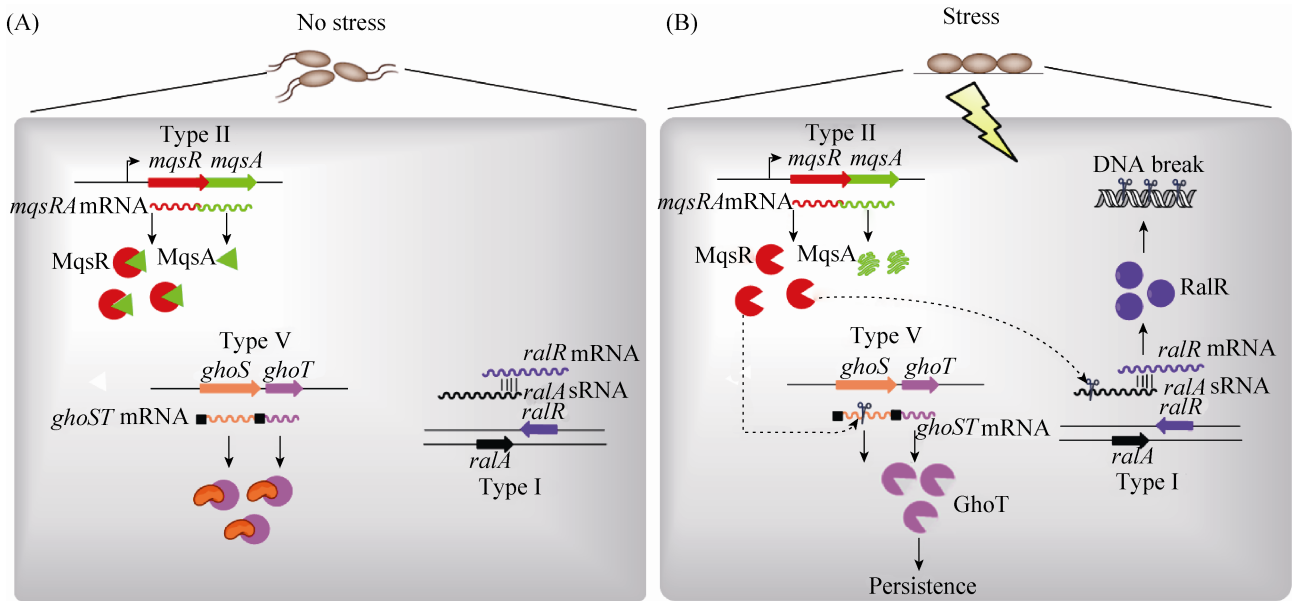 (A)
No stress
Type II
mqsR mqsA
mqsRA mRNA
MqsR
MqsA
Type V
ghoS ghoT
ghoST mRNA
ralR mRNA
ralA sRNA
ralR
ralA
Type I
(B)
Stress
Type II
mqsR mqsA
mqsRA mRNA
MqsR
MqsA
DNA break
RalR
Type V
ghoS ghoT
ghoST mRNA
ralR mRNA
ralA sRNA
ralR
ralA
Type I
GhoT
Persistence